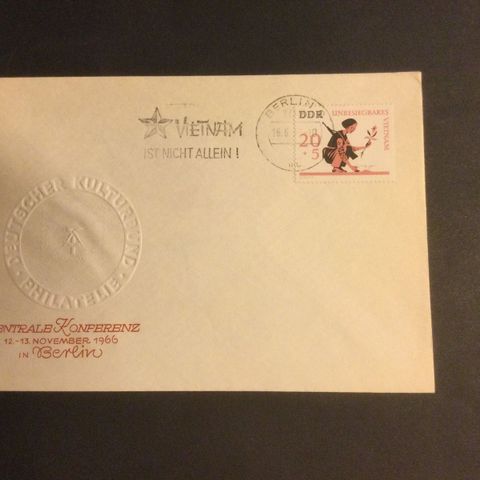 VIETNAM
IST NICHT ALLEIN!
BERLIN
DDR
UNBESIEGBARES
VIETNAM
20
+5
DEUTSCHER KULTURBUND
· PHILATELIE ·
ENTRALE KONFERENZ
12.-13. NOVEMBER 1966
IN Berlin